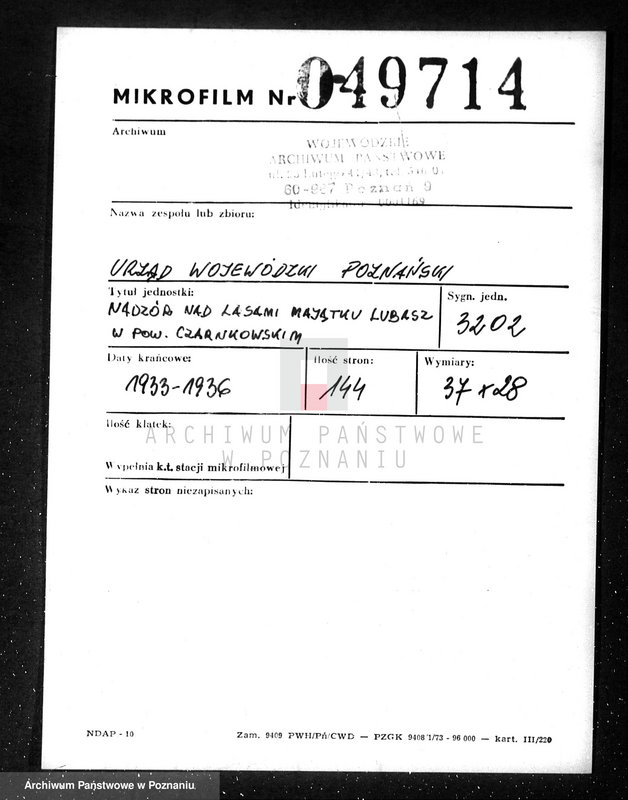 MIKROFILM Nr 049714
Archiwum
WOJEWÓDZKIE
ARCHIWUM PAŃSTWOWE
60-967 Poznań 9
Nazwa zespołu lub zbioru:
URZĄD WOJEWÓDZKI POZNAŃSKI
Tytuł jednostki:
NADZÓR NAD LASAMI MAJĄTKU LUBASZ
W POW. CZARNKOWSKIM
Sygn. jedn.
3202
Daty krańcowe:
1933-1936
Ilość stron:
144
Wymiary:
37 x 28
Ilość klatek:
ARCHIWUM PAŃSTWOWE
W POZNANIU
Wypełnia k.t. stacji mikrofilmowej
Wykaz stron niezapisanych:
NDAP - 10
Zam. 9409 PWH/Pń/CWD — PZGK 9408/1/73 - 96 000 — kart. III/220
Archiwum Państwowe w Poznaniu